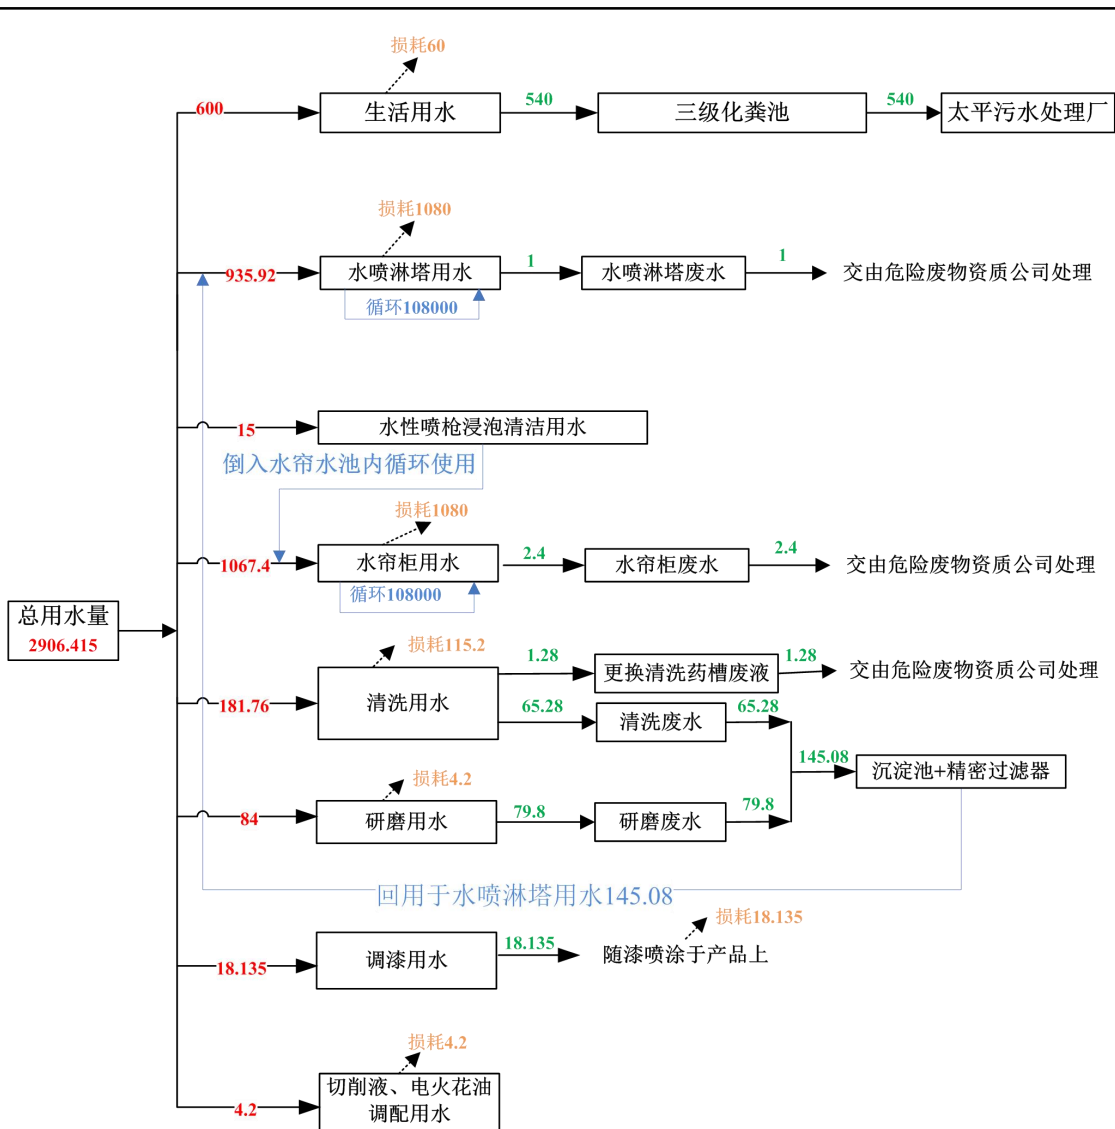 损耗60
600
生活用水
540
三级化粪池
540
太平污水处理厂
损耗1080
935.92
水喷淋塔用水
1
水喷淋塔废水
1
交由危险废物资质公司处理
循环108000
15
水性喷枪浸泡清洁用水
倒入水帘水池内循环使用
损耗1080
1067.4
水帘柜用水
2.4
水帘柜废水
2.4
交由危险废物资质公司处理
循环108000
总用水量
2906.415
损耗115.2
181.76
清洗用水
1.28
更换清洗药槽废液
1.28
交由危险废物资质公司处理
65.28
清洗废水
65.28
145.08
沉淀池+精密过滤器
损耗4.2
84
研磨用水
79.8
研磨废水
79.8
回用于水喷淋塔用水145.08
18.135
调漆用水
18.135
随漆喷涂于产品上
损耗18.135
损耗4.2
4.2
切削液、电火花油
调配用水